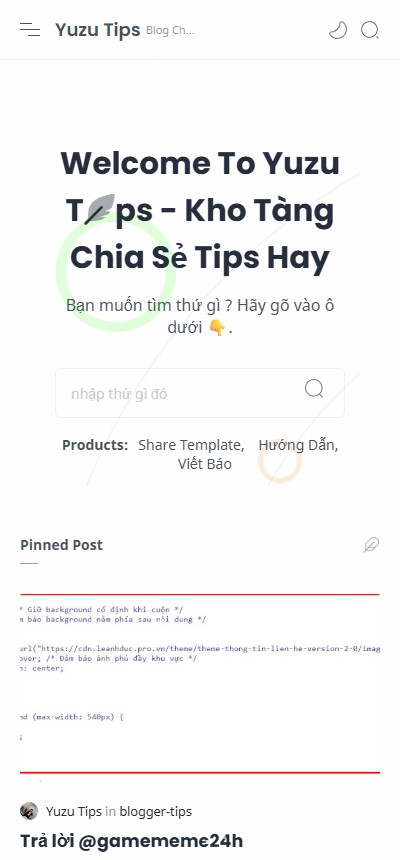 Yuzu Tips Blog Ch...
Welcome To Yuzu
Tips - Kho Tàng
Chia Sẻ Tips Hay
Bạn muốn tìm thứ gì ? Hãy gõ vào ô
dưới 👇 .
nhập thứ gì đó
Products: Share Template, Hướng Dẫn,
Viết Báo
Pinned Post
* Giữ background cố định khi cuộn */
m bảo background nằm phía sau nội dung */
url("https://cdn.leanhduc.pro.vn/theme/theme-thong-tin-lien-he-version-2-0/imag
over; /* Đảm bảo ảnh phủ đầy khu vực */
n: center;
nd (max-width: 540px) {
;
Yuzu Tips in blogger-tips
Trả lời @gamememe24h